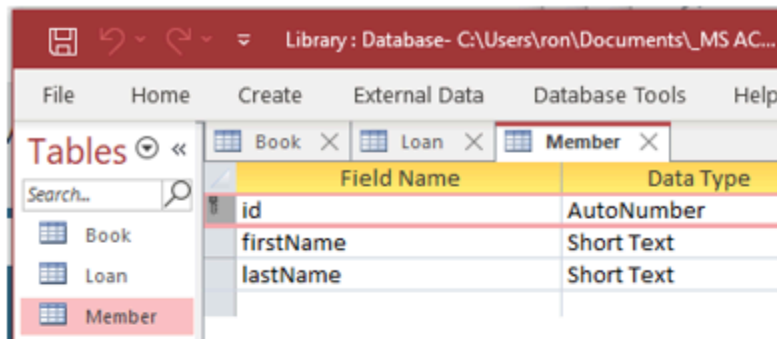 Library : Database- C:\Users\ron\Documents\_MS AC...
File Home Create External Data Database Tools Help
Tables
Search...
Book
Loan
Member
Book Loan Member
Field Name Data Type
id AutoNumber
firstName Short Text
lastName Short Text